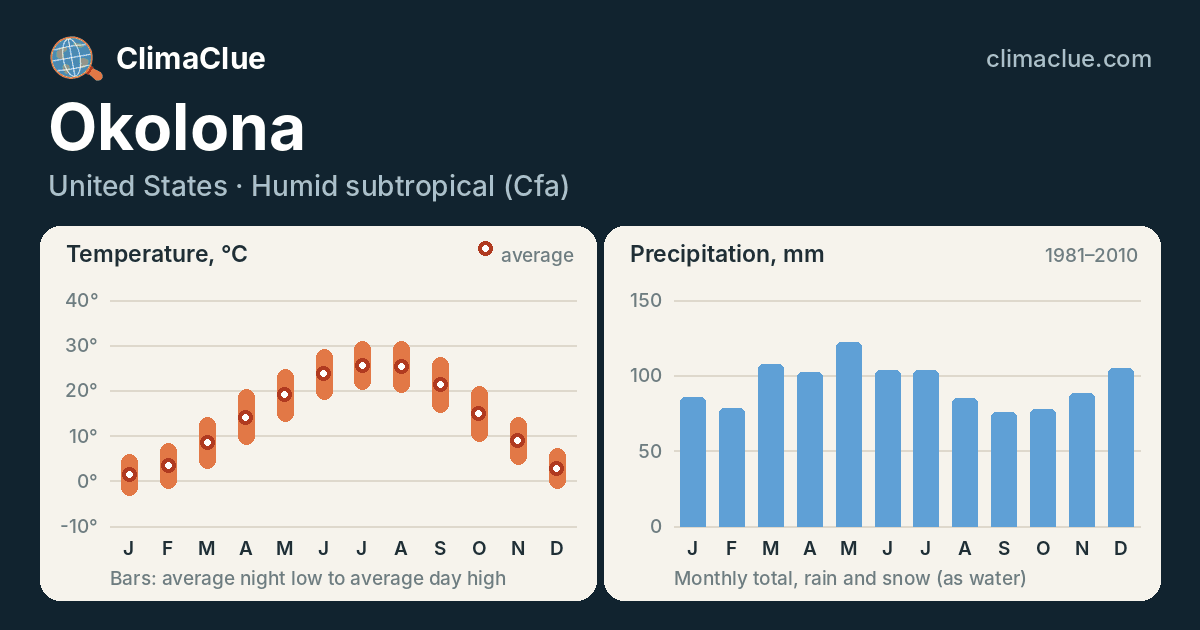 ClimaClue
climaclue.com
Okolona
United States · Humid subtropical (Cfa)
Temperature, °C
average
40°
30°
20°
10°
0°
-10°
J F M A M J J A S O N D
Bars: average night low to average day high
Precipitation, mm
1981–2010
150
100
50
0
J F M A M J J A S O N D
Monthly total, rain and snow (as water)